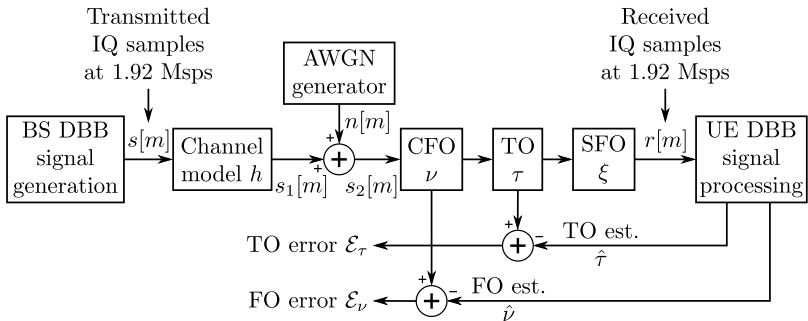 Transmitted
IQ samples
at 1.92 Msps
Received
IQ samples
at 1.92 Msps
AWGN
generator
n[m]
BS DBB
signal
generation
s[m]
Channel
model h
s₁[m]
+
+
+
s₂[m]
CFO
ν
TO
τ
SFO
ξ
r[m]
UE DBB
signal
processing
TO error ℰτ
+
+
−
TO est.
τ̂
FO error ℰν
+
+
−
FO est.
ν̂